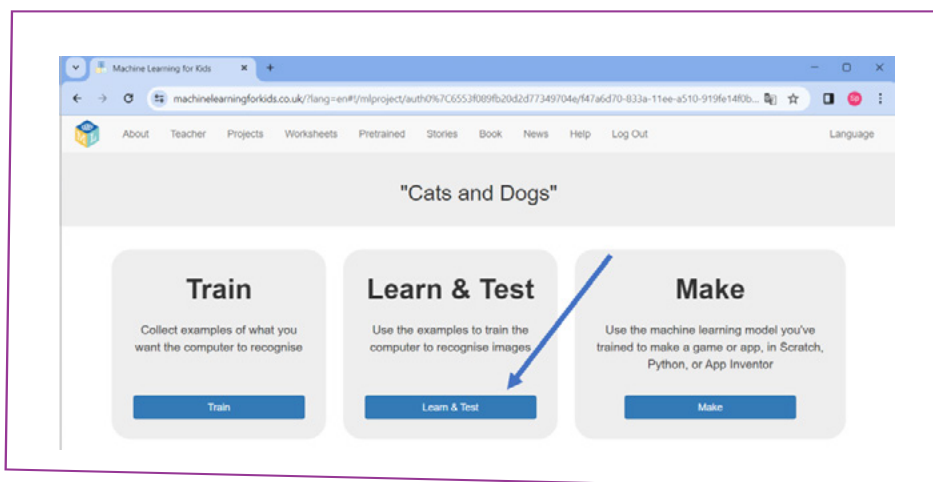 Machine Learning for Kids
machinelearningforkids.co.uk/?lang=en#!/mlproject/auth0%7C6553f089fb20d2d77349704e/f47a6d70-833a-11ee-a510-919fe14f0b...
About Teacher Projects Worksheets Pretrained Stories Book News Help Log Out Language
"Cats and Dogs"
Train
Collect examples of what you
want the computer to recognise
Train
Learn & Test
Use the examples to train the
computer to recognise images
Learn & Test
Make
Use the machine learning model you've
trained to make a game or app, in Scratch,
Python, or App Inventor
Make